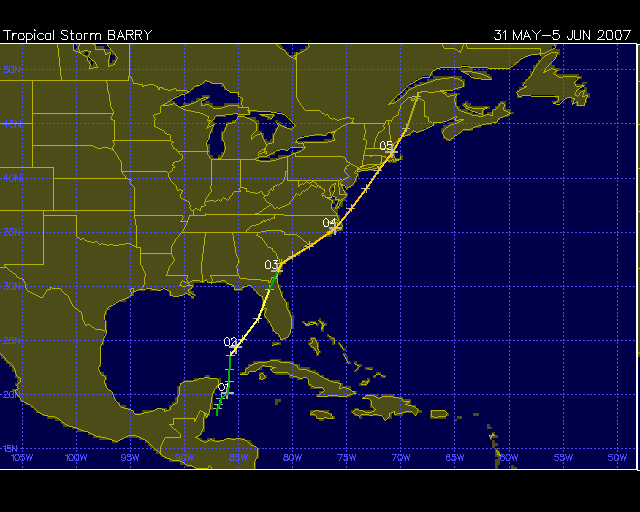 Tropical Storm BARRY 31 MAY–5 JUN 2007
50N
45N
05
40N
04
35N
03
30N
02
25N
01
20N
15N
105W 100W 95W 90W 85W 80W 75W 70W 65W 60W 55W 50W